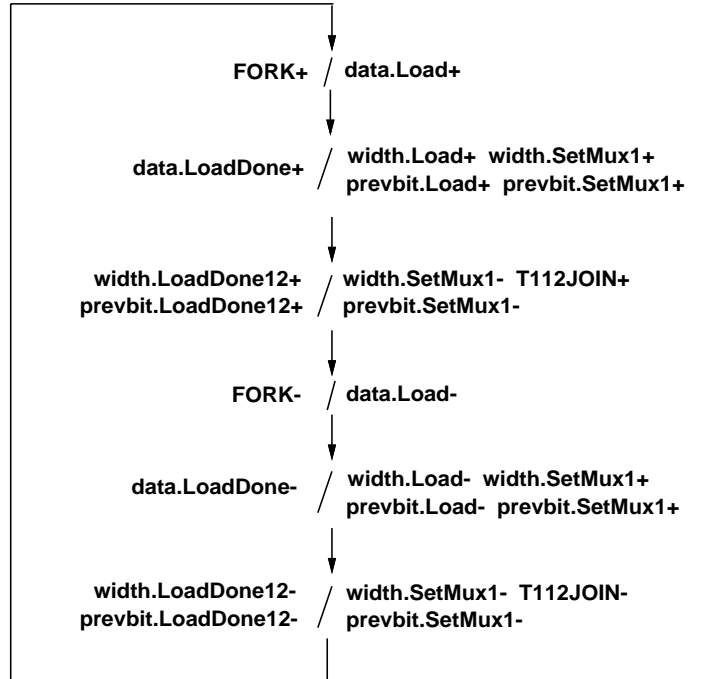 FORK+ / data.Load+
data.LoadDone+ / width.Load+ width.SetMux1+
prevbit.Load+ prevbit.SetMux1+
width.LoadDone12+ / width.SetMux1- T112JOIN+
prevbit.LoadDone12+ prevbit.SetMux1-
FORK- / data.Load-
data.LoadDone- / width.Load- width.SetMux1+
prevbit.Load- prevbit.SetMux1+
width.LoadDone12- / width.SetMux1- T112JOIN-
prevbit.LoadDone12- prevbit.SetMux1-